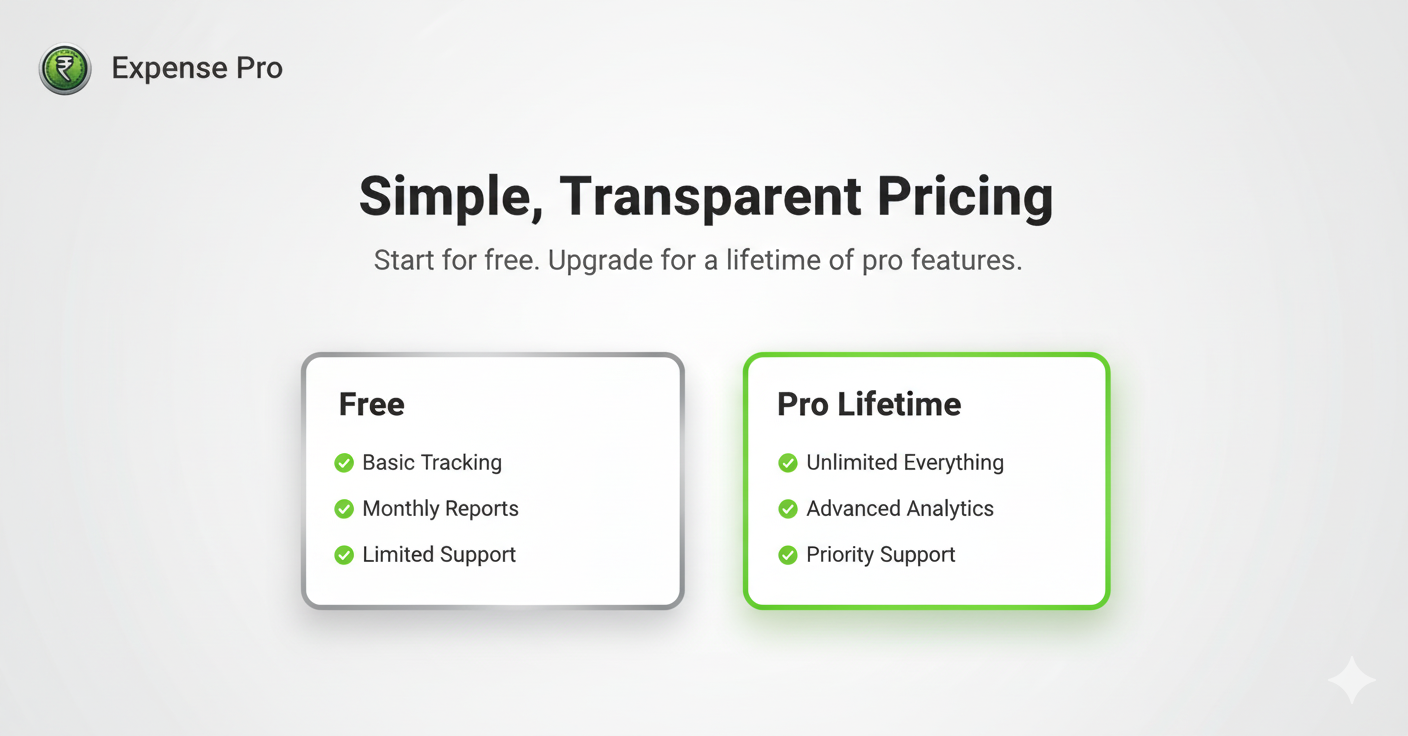 Expense Pro
Simple, Transparent Pricing
Start for free. Upgrade for a lifetime of pro features.
Free
Basic Tracking
Monthly Reports
Limited Support
Pro Lifetime
Unlimited Everything
Advanced Analytics
Priority Support